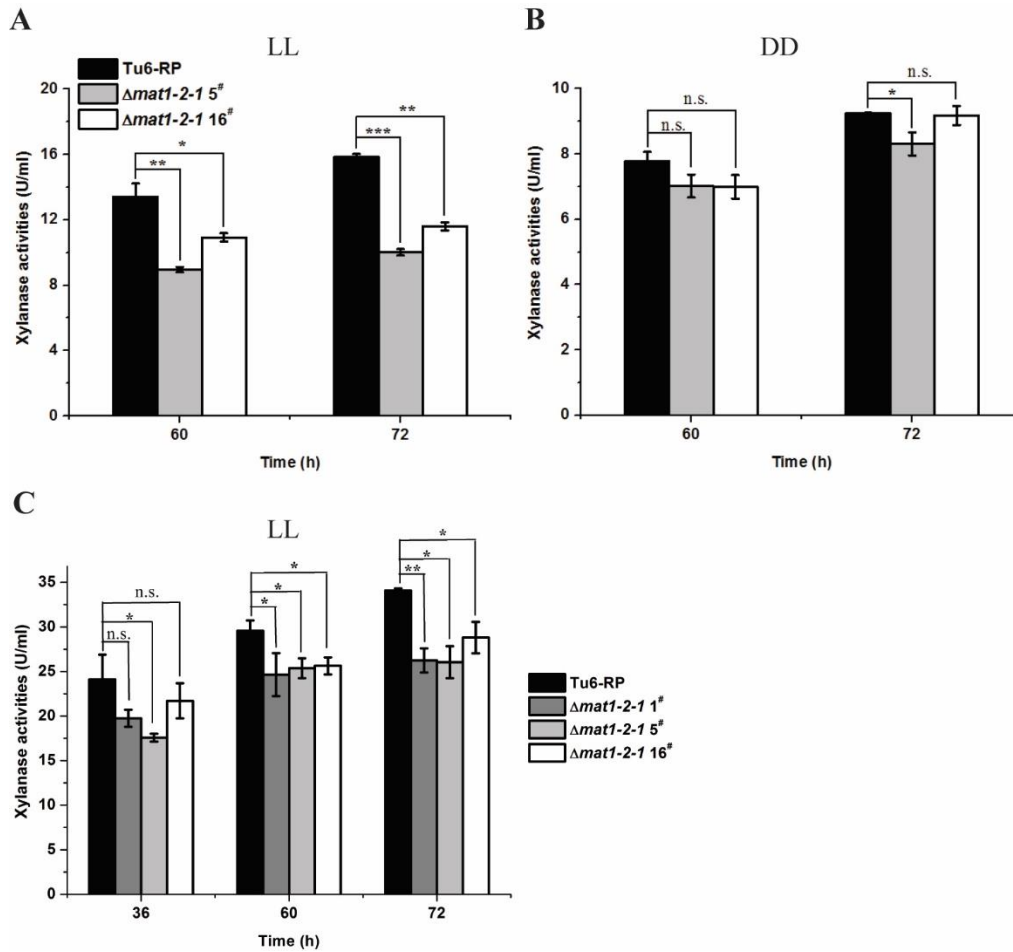 A
LL
Tu6-RP
Δmat1-2-1 5#
Δmat1-2-1 16#
Xylanase activities (U/ml)
20
16
12
8
4
0
**
*
***
**
60
72
Time (h)
B
DD
Xylanase activities (U/ml)
10
8
6
4
2
0
n.s.
n.s.
n.s.
*
60
72
Time (h)
C
LL
Xylanase activities (U/ml)
35
30
25
20
15
10
5
0
n.s.
*
n.s.
*
*
*
*
*
**
36
60
72
Time (h)
Tu6-RP
Δmat1-2-1 1#
Δmat1-2-1 5#
Δmat1-2-1 16#